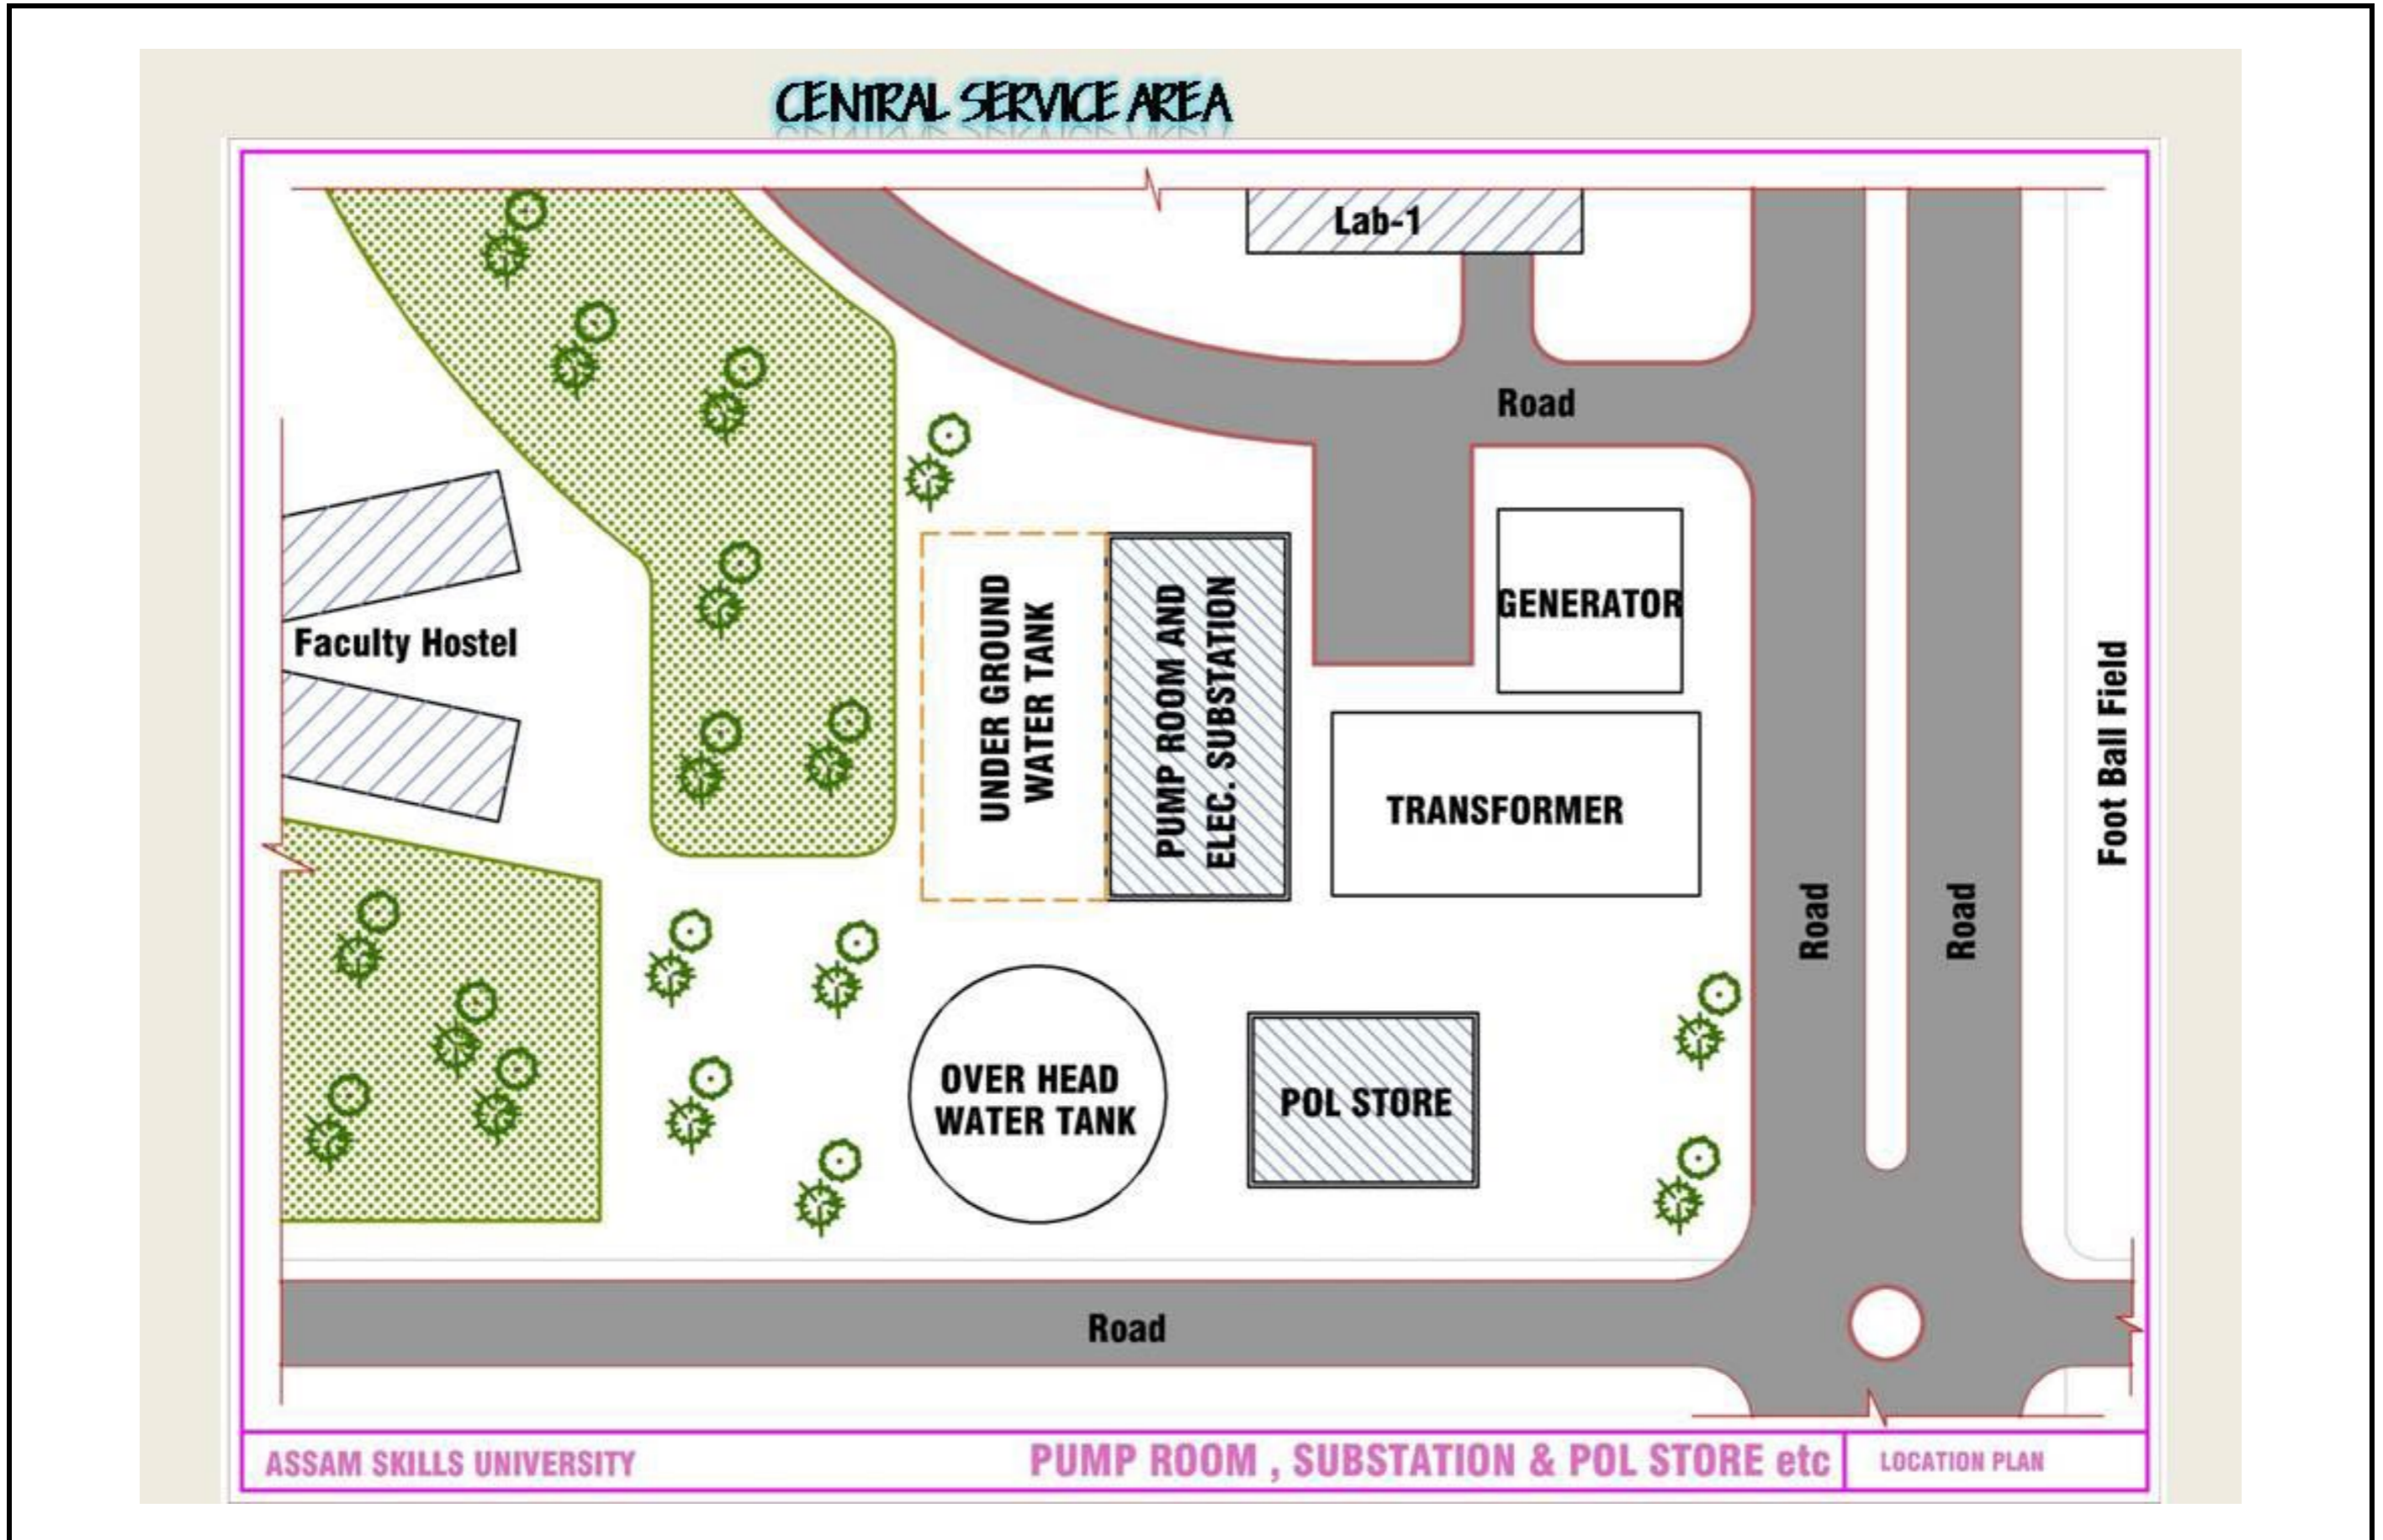 CENTRAL SERVICE AREA
Lab-1
Road
GENERATOR
Faculty Hostel
UNDER GROUND
WATER TANK
PUMP ROOM AND
ELEC. SUBSTATION
TRANSFORMER
Foot Ball Field
Road
Road
OVER HEAD
WATER TANK
POL STORE
Road
ASSAM SKILLS UNIVERSITY
PUMP ROOM , SUBSTATION & POL STORE etc
LOCATION PLAN